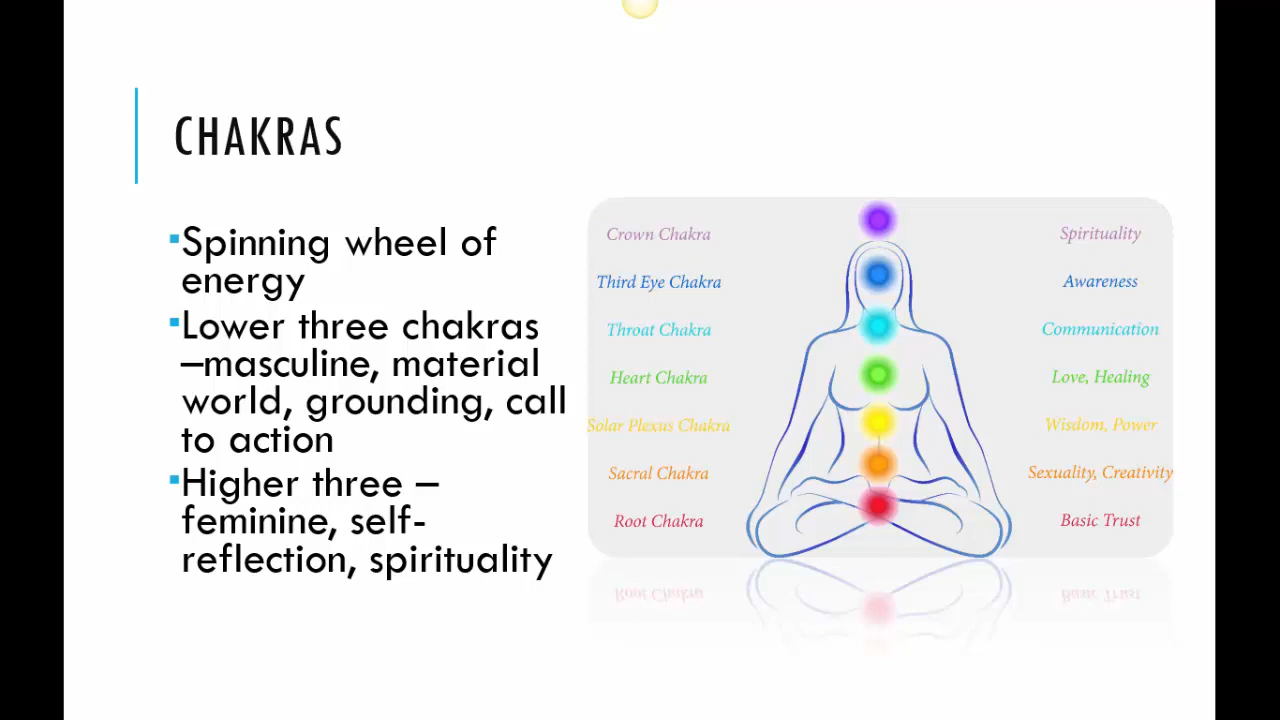 CHAKRAS
▪Spinning wheel of
energy
▪Lower three chakras
–masculine, material
world, grounding, call
to action
▪Higher three –
feminine, self-
reflection, spirituality
Crown Chakra
Third Eye Chakra
Throat Chakra
Heart Chakra
Solar Plexus Chakra
Sacral Chakra
Root Chakra
Spirituality
Awareness
Communication
Love, Healing
Wisdom, Power
Sexuality, Creativity
Basic Trust